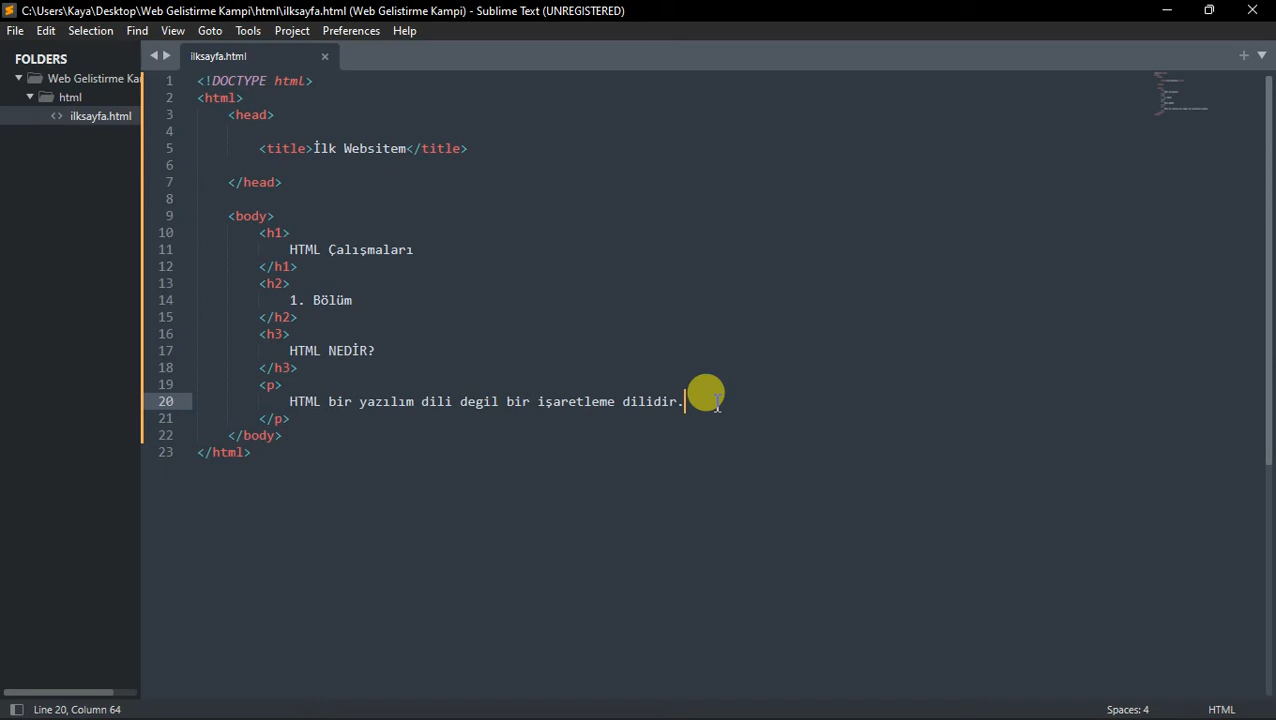 C:\Users\Kaya\Desktop\Web Gelistirme Kampi\html\ilksayfa.html (Web Gelistirme Kampi) - Sublime Text (UNREGISTERED)
File Edit Selection Find View Goto Tools Project Preferences Help
FOLDERS
Web Gelistirme Kai
html
ilksayfa.html
ilksayfa.html
1 <!DOCTYPE html>
2 <html>
3 <head>
4
5 <title>İlk Websitem</title>
6
7 </head>
8
9 <body>
10 <h1>
11 HTML Çalışmaları
12 </h1>
13 <h2>
14 1. Bölüm
15 </h2>
16 <h3>
17 HTML NEDİR?
18 </h3>
19 <p>
20 HTML bir yazılım dili degil bir işaretleme dilidir.
21 </p>
22 </body>
23 </html>
Line 20, Column 64
Spaces: 4
HTML